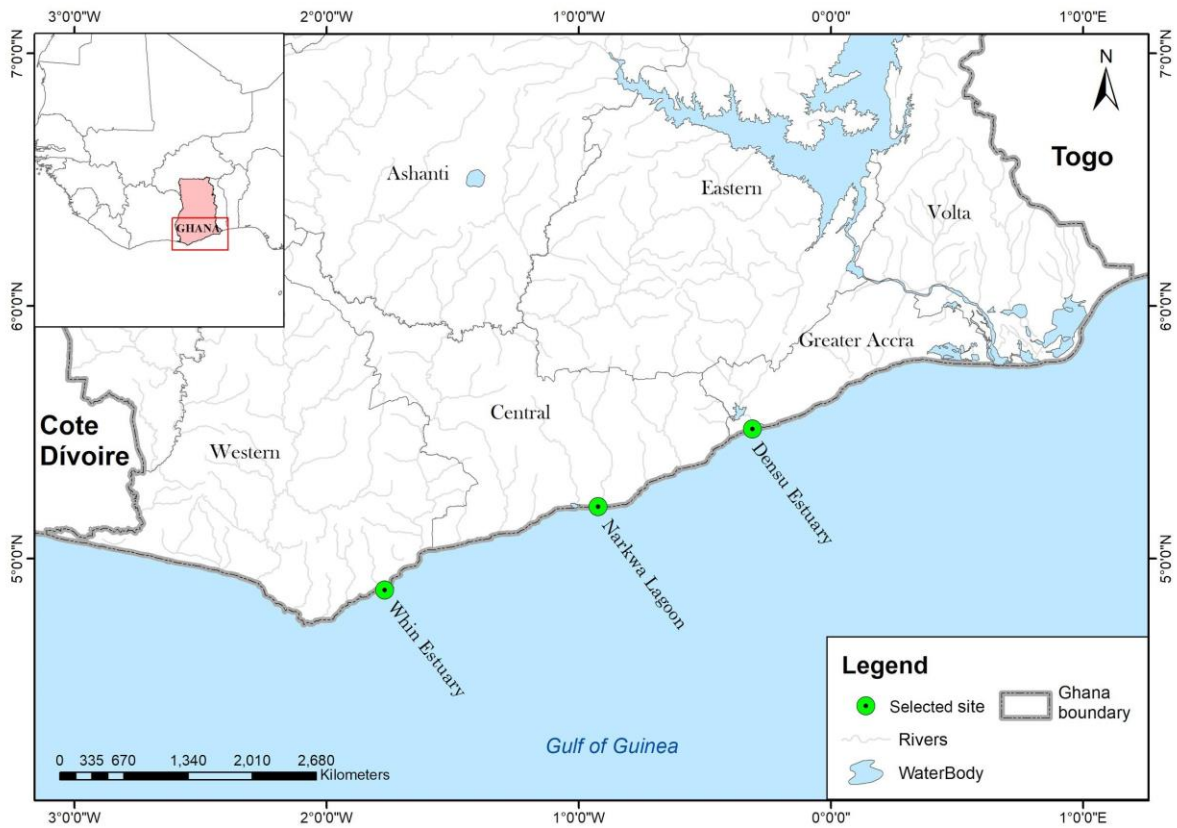 3°0'0"W
2°0'0"W
1°0'0"W
0°0'0"
1°0'0"E
7°0'0"N
7°0'0"N
N
Togo
Ashanti
Eastern
Volta
GHANA
6°0'0"N
6°0'0"N
Greater Accra
Central
Cote
Dívoire
Western
Densu Estuary
Narkwa Lagoon
Whin Estuary
5°0'0"N
5°0'0"N
Legend
Selected site
Ghana
boundary
Rivers
WaterBody
Gulf of Guinea
0 335 670 1,340 2,010 2,680
Kilometers
3°0'0"W
2°0'0"W
1°0'0"W
0°0'0"
1°0'0"E